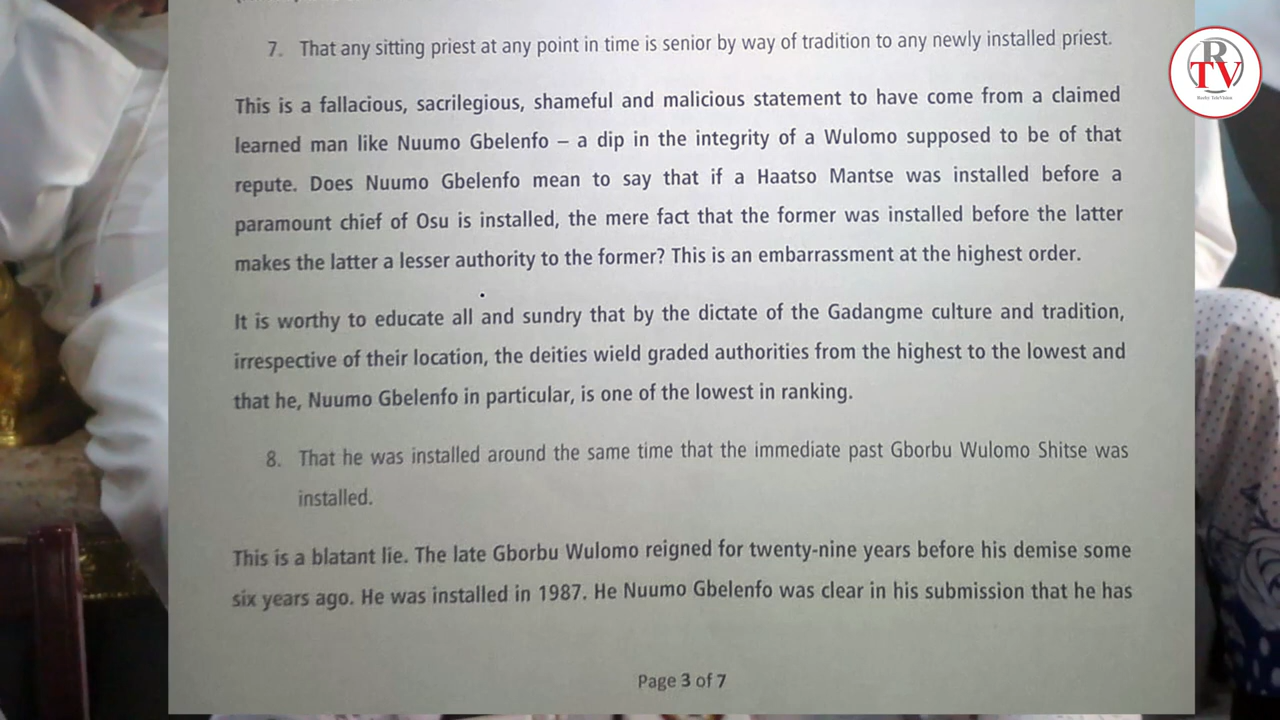 7. That any sitting priest at any point in time is senior by way of tradition to any newly installed priest.
This is a fallacious, sacrilegious, shameful and malicious statement to have come from a claimed
learned man like Nuumo Gbelenfo – a dip in the integrity of a Wulomo supposed to be of that
repute. Does Nuumo Gbelenfo mean to say that if a Haatso Mantse was installed before a
paramount chief of Osu is installed, the mere fact that the former was installed before the latter
makes the latter a lesser authority to the former? This is an embarrassment at the highest order.
It is worthy to educate all and sundry that by the dictate of the Gadangme culture and tradition,
irrespective of their location, the deities wield graded authorities from the highest to the lowest and
that he, Nuumo Gbelenfo in particular, is one of the lowest in ranking.
8. That he was installed around the same time that the immediate past Gborbu Wulomo Shitse was
installed.
This is a blatant lie. The late Gborbu Wulomo reigned for twenty-nine years before his demise some
six years ago. He was installed in 1987. He Nuumo Gbelenfo was clear in his submission that he has
Page 3 of 7
R
TV